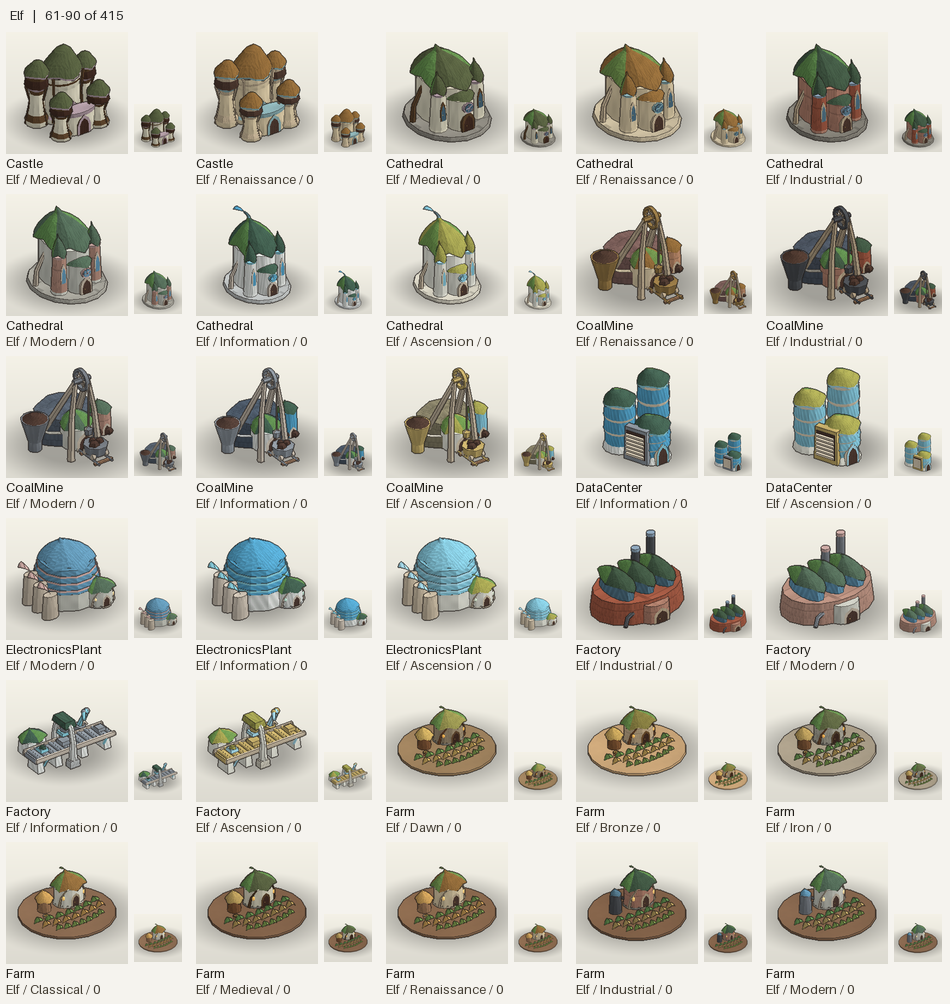 Elf | 61-90 of 415
Castle
Elf / Medieval / 0
Castle
Elf / Renaissance / 0
Cathedral
Elf / Medieval / 0
Cathedral
Elf / Renaissance / 0
Cathedral
Elf / Industrial / 0
Cathedral
Elf / Modern / 0
Cathedral
Elf / Information / 0
Cathedral
Elf / Ascension / 0
CoalMine
Elf / Renaissance / 0
CoalMine
Elf / Industrial / 0
CoalMine
Elf / Modern / 0
CoalMine
Elf / Information / 0
CoalMine
Elf / Ascension / 0
DataCenter
Elf / Information / 0
DataCenter
Elf / Ascension / 0
ElectronicsPlant
Elf / Modern / 0
ElectronicsPlant
Elf / Information / 0
ElectronicsPlant
Elf / Ascension / 0
Factory
Elf / Industrial / 0
Factory
Elf / Modern / 0
Factory
Elf / Information / 0
Factory
Elf / Ascension / 0
Farm
Elf / Dawn / 0
Farm
Elf / Bronze / 0
Farm
Elf / Iron / 0
Farm
Elf / Classical / 0
Farm
Elf / Medieval / 0
Farm
Elf / Renaissance / 0
Farm
Elf / Industrial / 0
Farm
Elf / Modern / 0